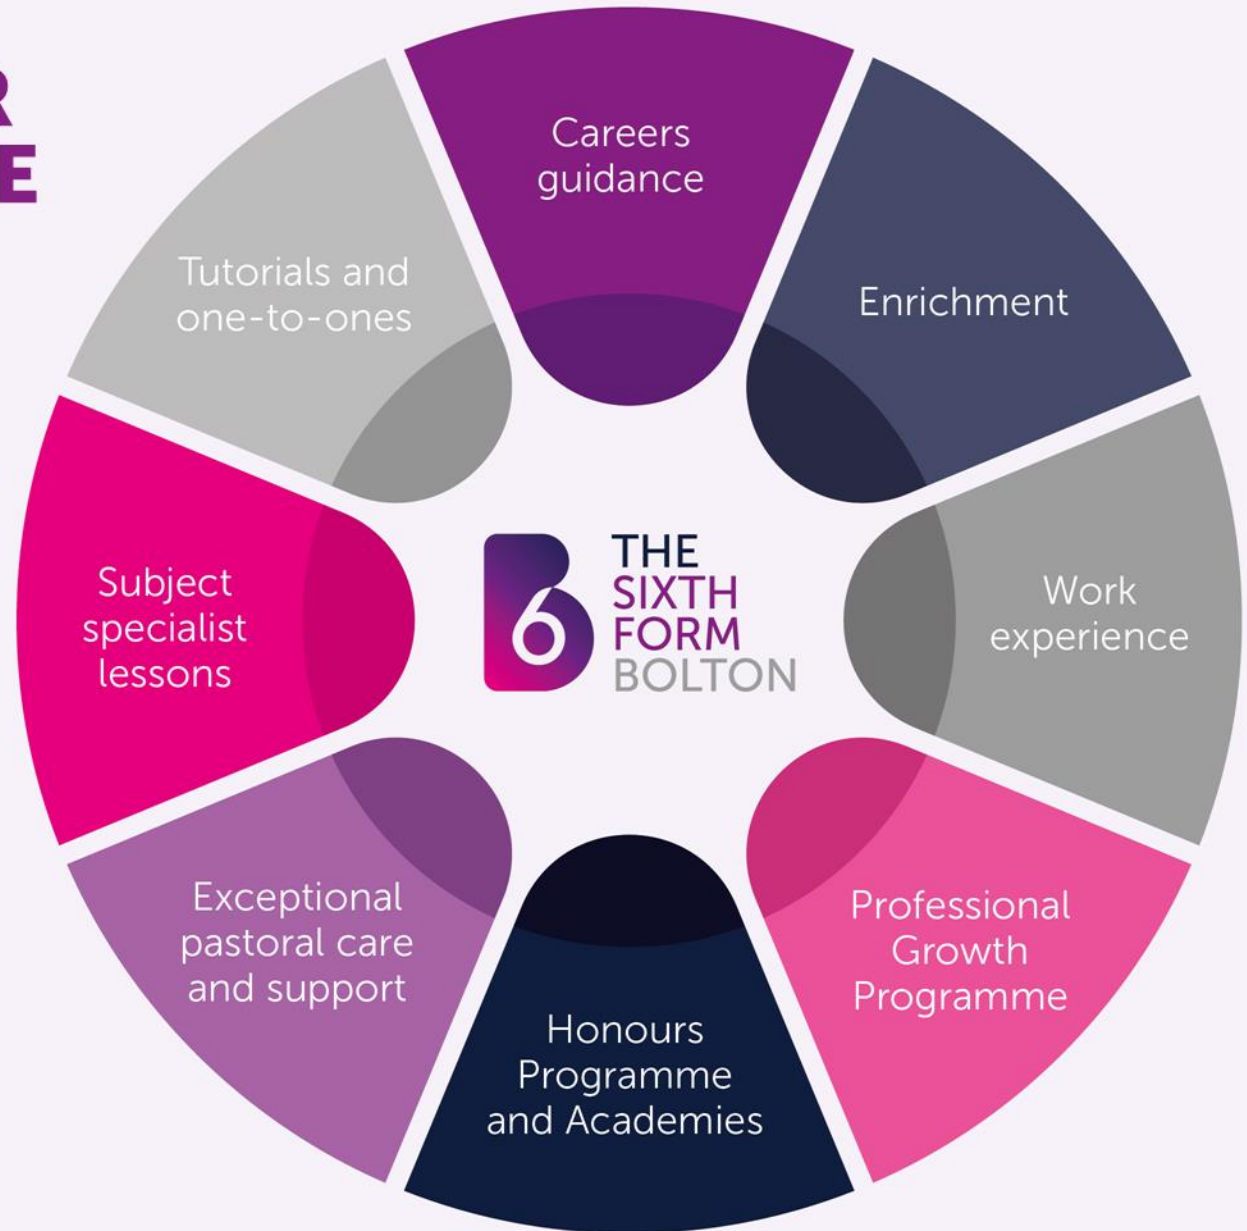 R
E
Careers
guidance
Enrichment
Work
experience
Professional
Growth
Programme
Honours
Programme
and Academies
Exceptional
pastoral care
and support
Subject
specialist
lessons
Tutorials and
one-to-ones
B6
THE
SIXTH
FORM
BOLTON